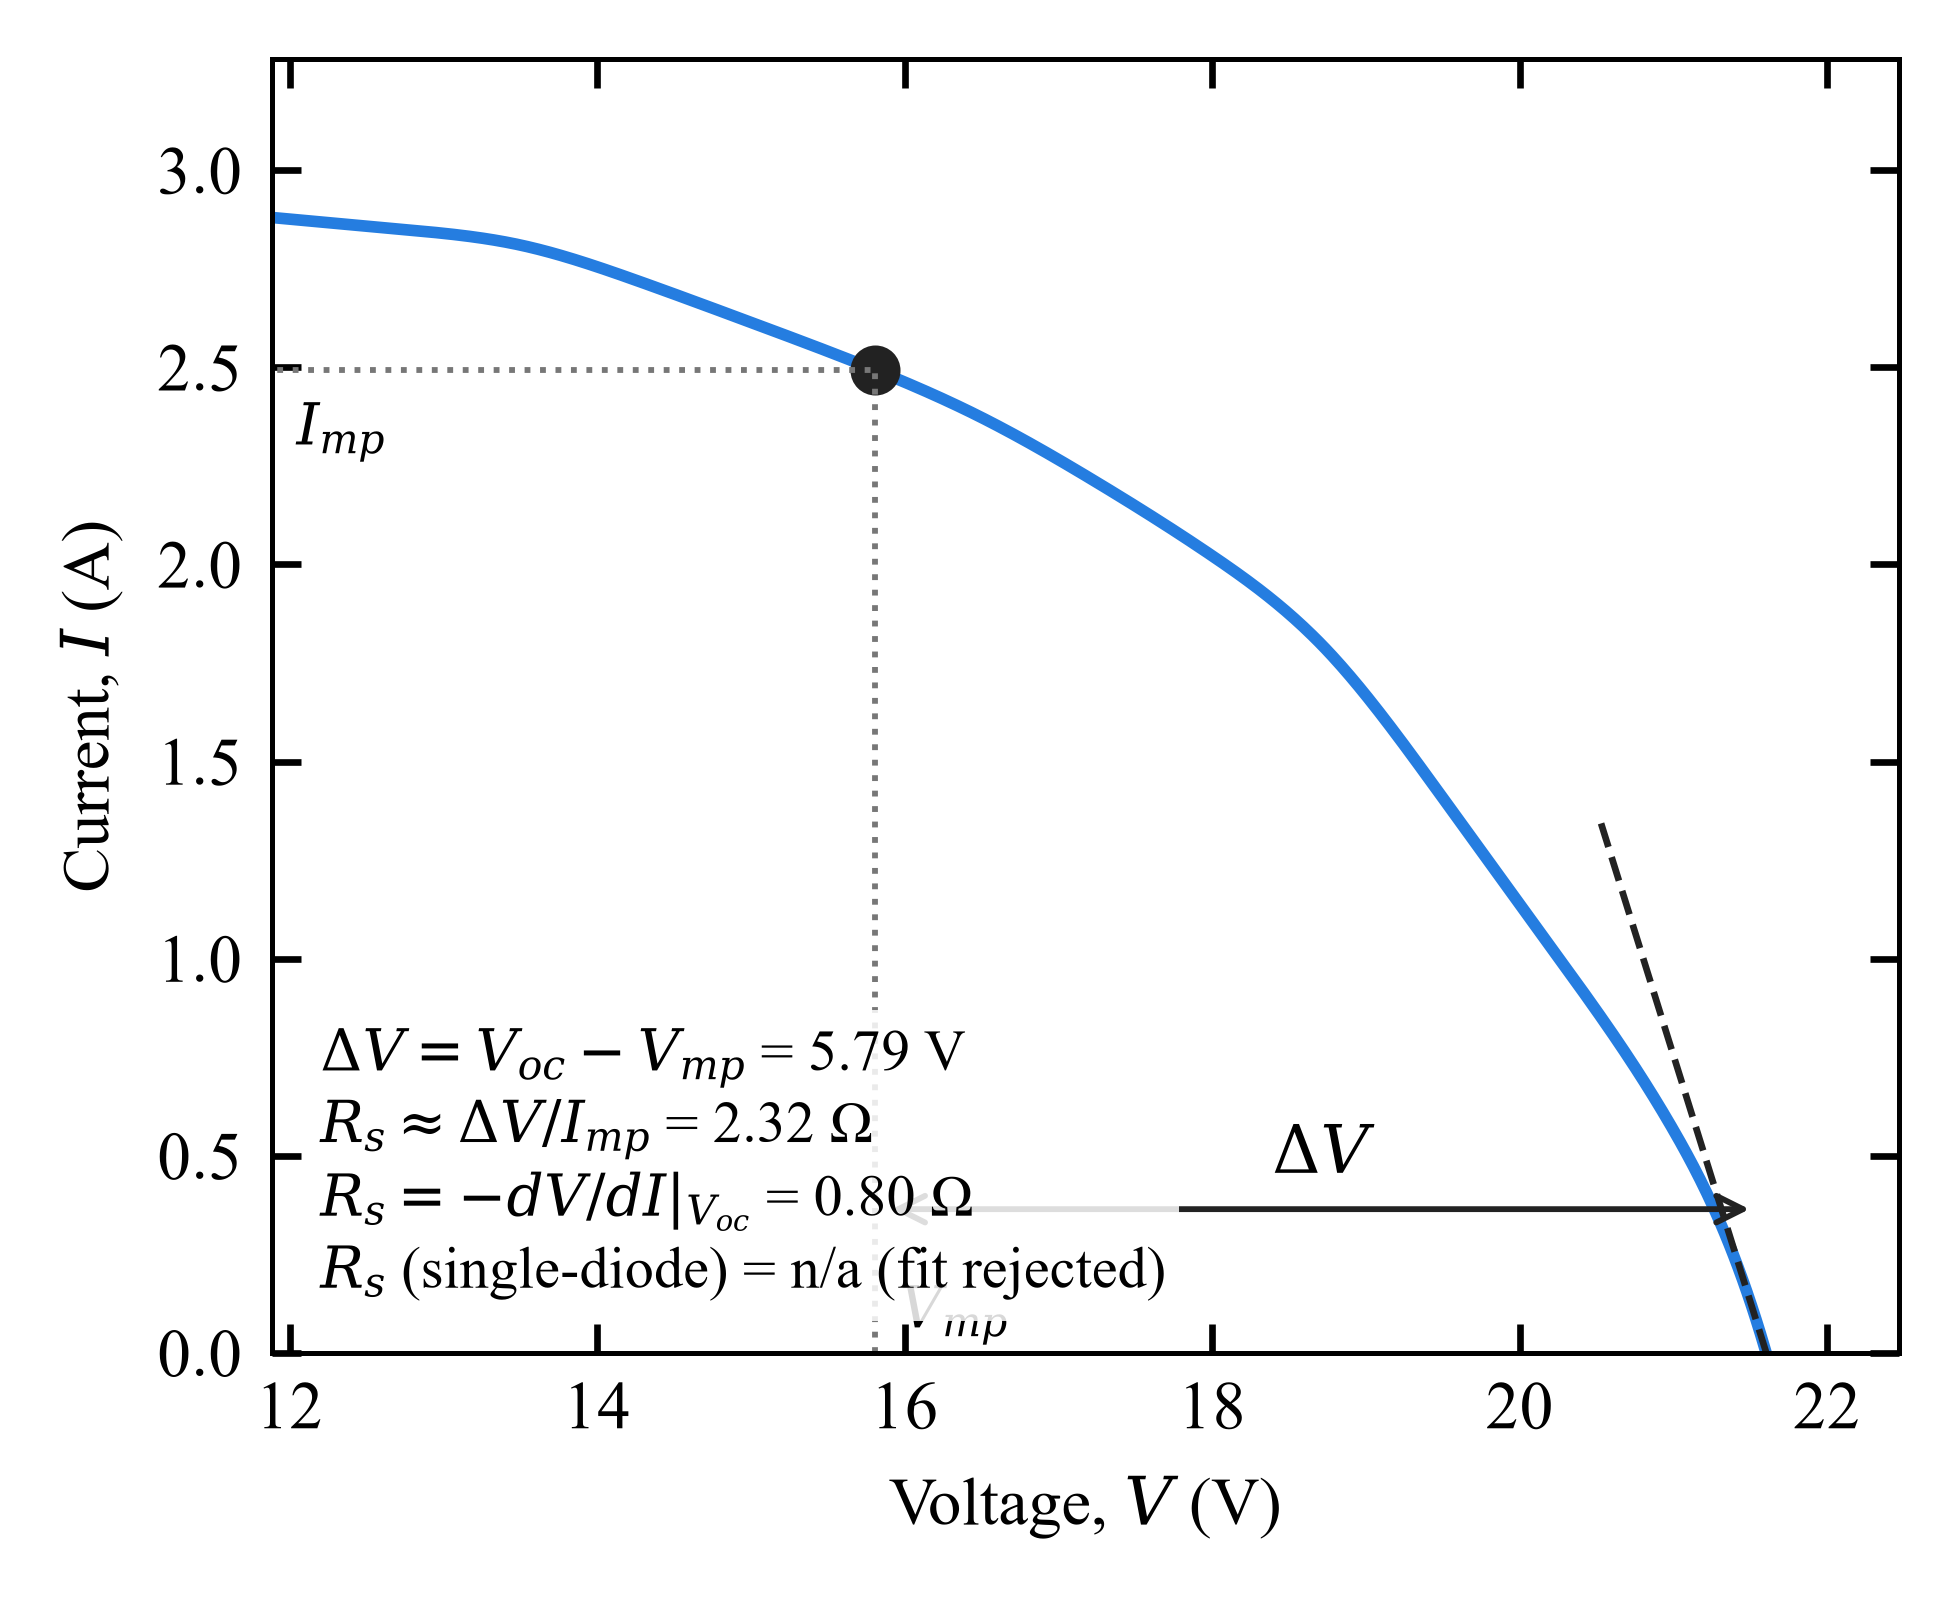 3.0
2.5
I_mp
2.0
1.5
1.0
0.5
0.0
Current, I (A)
ΔV = V_oc − V_mp = 5.79 V
R_s ≈ ΔV/I_mp = 2.32 Ω
R_s = −dV/dI|_V_oc = 0.80 Ω
R_s (single-diode) = n/a (fit rejected)
ΔV
V_mp
12 14 16 18 20 22
Voltage, V (V)